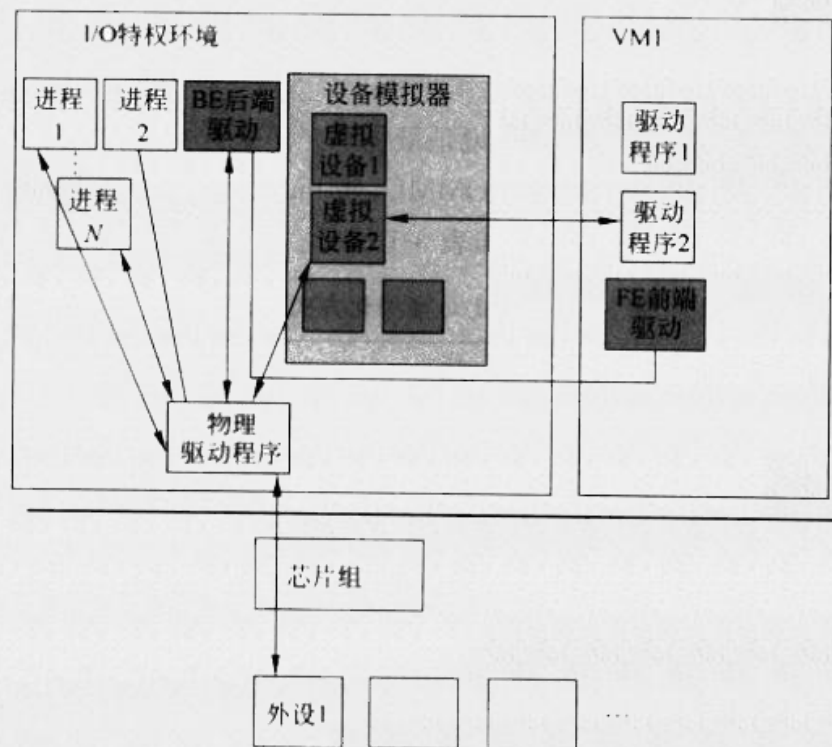 I/O特权环境
VM1
进程
1
进程
2
BE后端
驱动
设备模拟器
虚拟
设备1
虚拟
设备2
进程
N
驱动
程序1
驱动
程序2
FE前端
驱动
物理
驱动程序
芯片组
外设1
…